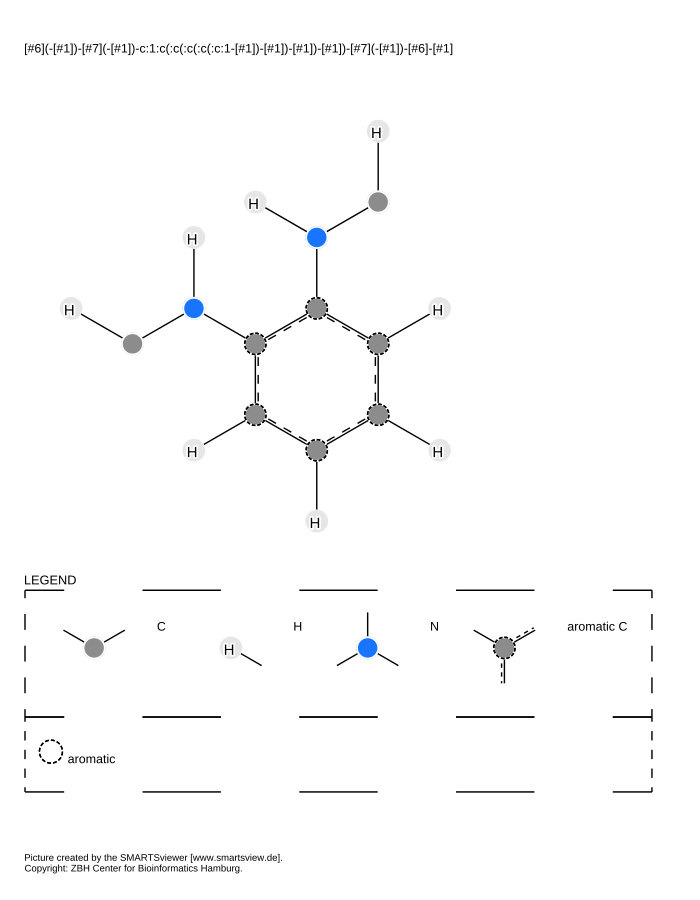 [#6](-[#1])-[#7](-[#1])-c:1:c(:c(:c(:c(:c:1-[#1])-[#1])-[#1])-[#1])-[#7](-[#1])-[#6]-[#1]
H
H
H
H
H
H
H
H
LEGEND
C
H
H
N
aromatic C
aromatic
Picture created by the SMARTSviewer [www.smartsview.de].
Copyright: ZBH Center for Bioinformatics Hamburg.